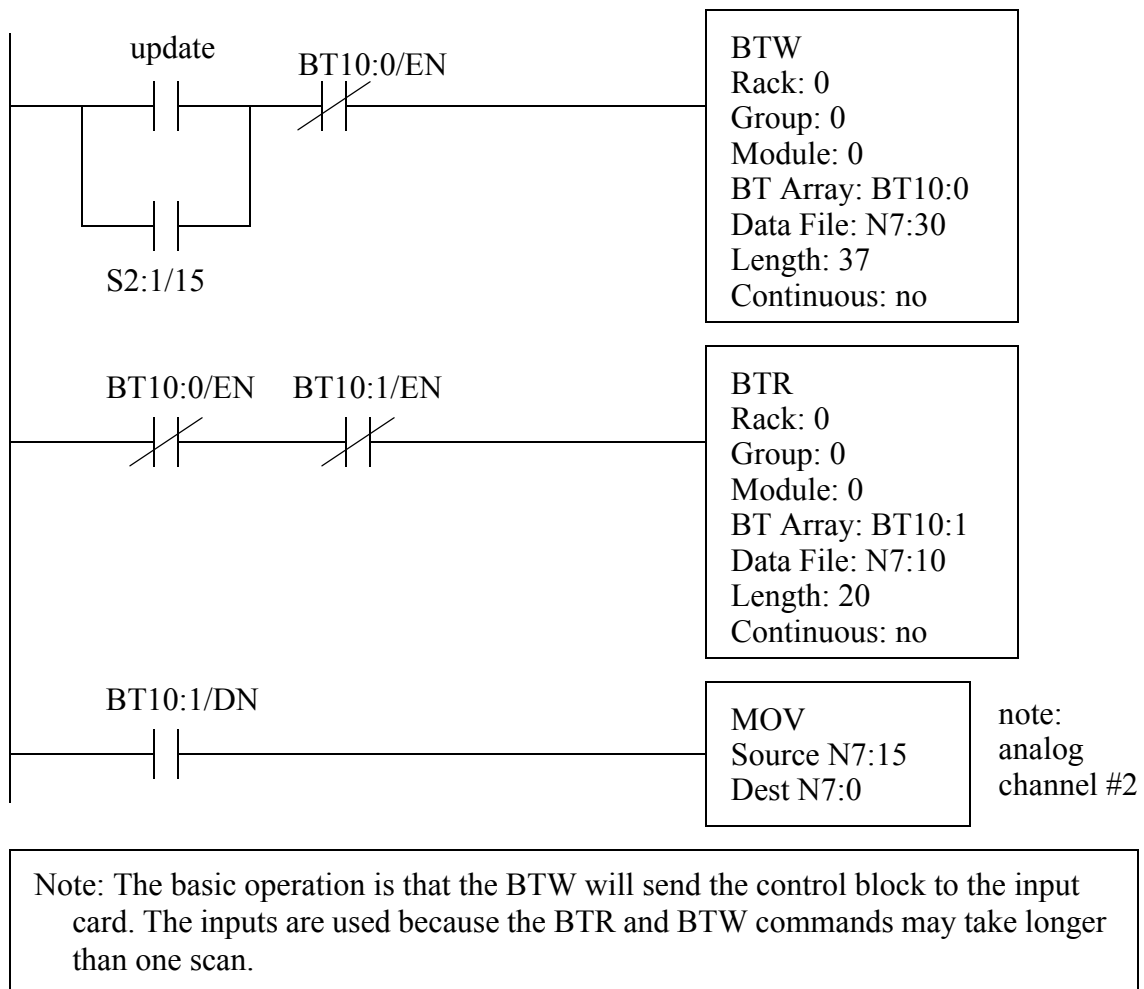 update
BT10:0/EN
S2:1/15
BTW
Rack: 0
Group: 0
Module: 0
BT Array: BT10:0
Data File: N7:30
Length: 37
Continuous: no
BT10:0/EN
BT10:1/EN
BTR
Rack: 0
Group: 0
Module: 0
BT Array: BT10:1
Data File: N7:10
Length: 20
Continuous: no
BT10:1/DN
MOV
Source N7:15
Dest N7:0
note:
analog
channel #2
Note: The basic operation is that the BTW will send the control block to the input
card. The inputs are used because the BTR and BTW commands may take longer
than one scan.